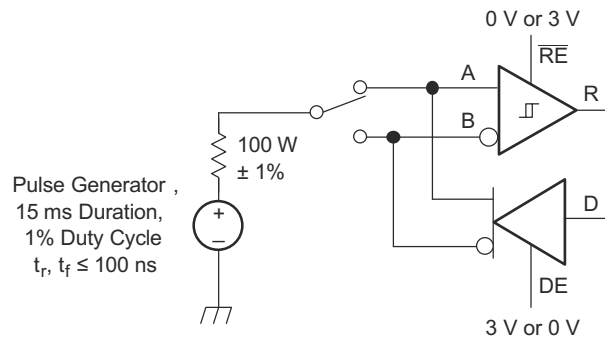 0 V or 3 V
RE
A
R
B
100 W
± 1%
Pulse Generator ,
15 ms Duration,
1% Duty Cycle
tr, tf ≤ 100 ns
+
–
D
DE
3 V or 0 V